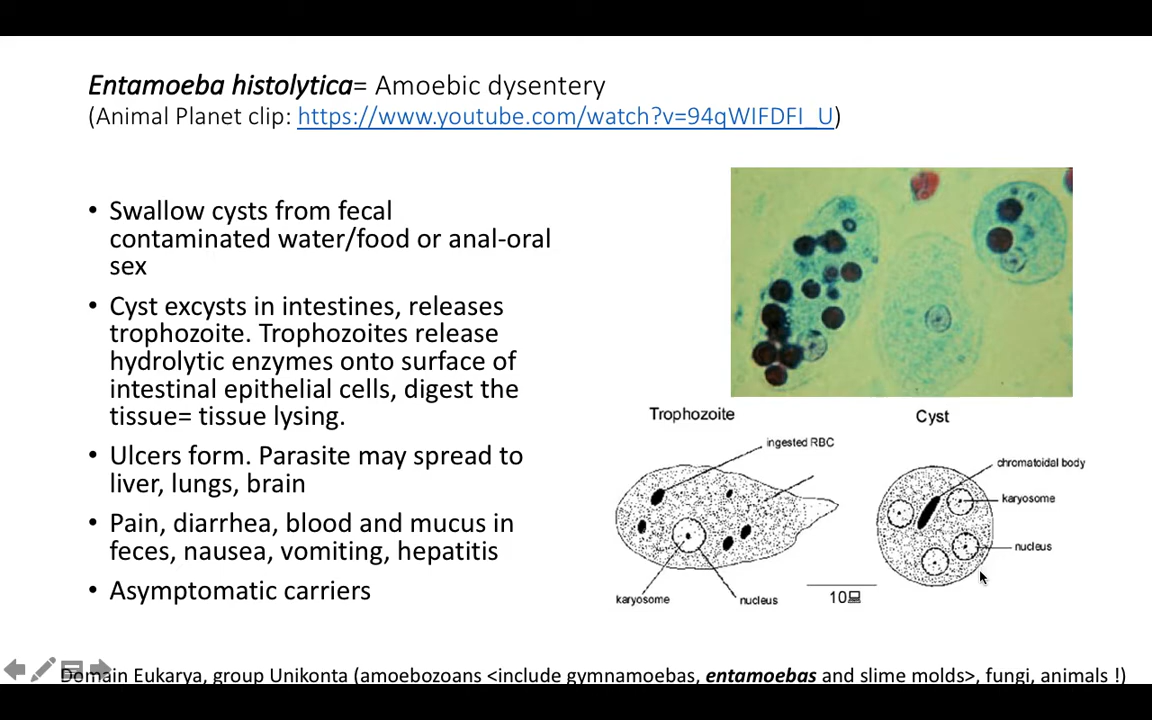 Entamoeba histolytica= Amoebic dysentery
(Animal Planet clip: https://www.youtube.com/watch?v=94qWIFDFI_U)
• Swallow cysts from fecal
contaminated water/food or anal-oral
sex
• Cyst excysts in intestines, releases
trophozoite. Trophozoites release
hydrolytic enzymes onto surface of
intestinal epithelial cells, digest the
tissue= tissue lysing.
• Ulcers form. Parasite may spread to
liver, lungs, brain
• Pain, diarrhea, blood and mucus in
feces, nausea, vomiting, hepatitis
• Asymptomatic carriers
Trophozoite
Cyst
ingested RBC
chromatoidal body
karyosome
nucleus
karyosome
nucleus
10
Domain Eukarya, group Unikonta (amoebozoans <include gymnamoebas, entamoebas and slime molds>, fungi, animals !)